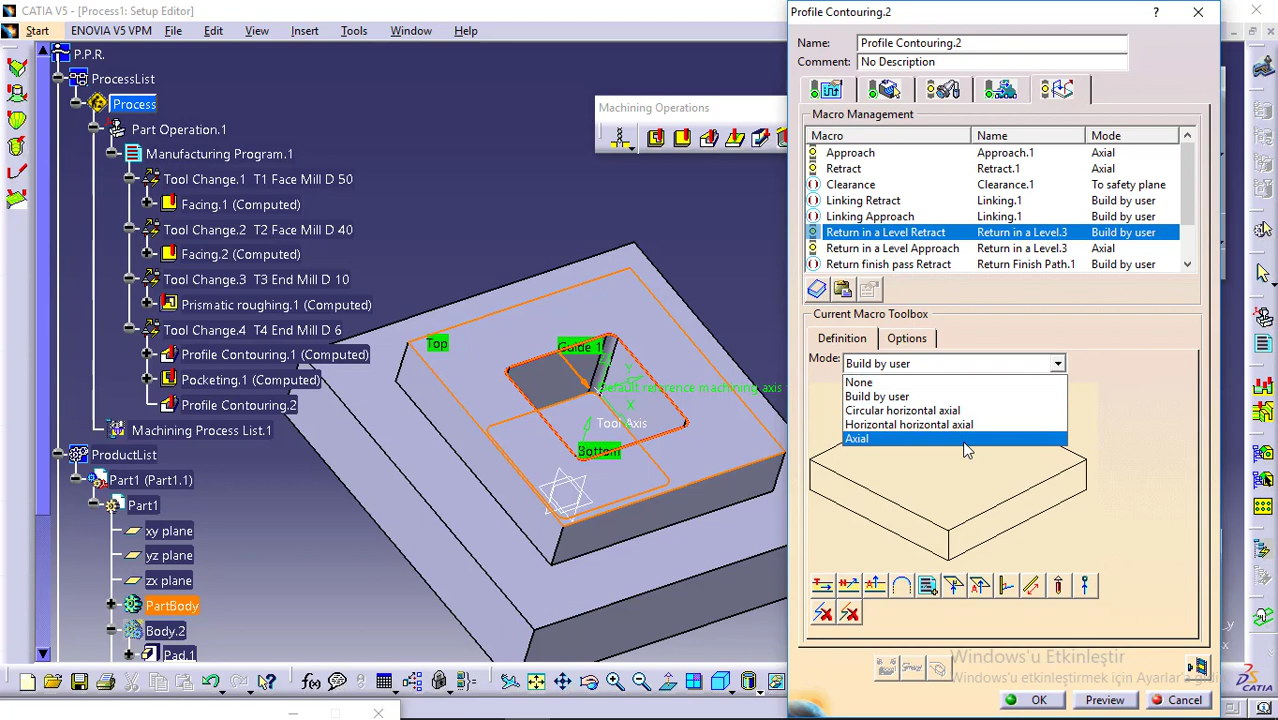 CATIA V5 - [Process1: Setup Editor]
Start ENOVIA V5 VPM File Edit View Insert Tools Window Help
P.P.R.
ProcessList
Process
Part Operation.1
Manufacturing Program.1
Tool Change.1 T1 Face Mill D 50
Facing.1 (Computed)
Tool Change.2 T2 Face Mill D 40
Facing.2 (Computed)
Tool Change.3 T3 End Mill D 10
Prismatic roughing.1 (Computed)
Tool Change.4 T4 End Mill D 6
Profile Contouring.1 (Computed)
Pocketing.1 (Computed)
Profile Contouring.2
Machining Process List.1
ProductList
Part1 (Part1.1)
Part1
xy plane
yz plane
zx plane
PartBody
Body.2
Pad.1
Machining Operations
Top
Guide 1
Y
Default reference machining axis
X
Tool Axis
Bottom
Profile Contouring.2
Name: Profile Contouring.2
Comment: No Description
Macro Management
Macro Name Mode
Approach Approach.1 Axial
Retract Retract.1 Axial
Clearance Clearance.1 To safety plane
Linking Retract Linking.1 Build by user
Linking Approach Linking.1 Build by user
Return in a Level Retract Return in a Level.3 Build by user
Return in a Level Approach Return in a Level.3 Axial
Return finish pass Retract Return Finish Path.1 Build by user
Current Macro Toolbox
Definition Options
Mode: Build by user
None
Build by user
Circular horizontal axial
Horizontal horizontal axial
Axial
Windows'u Etkinleştir
Windows'u etkinleştirmek için Ayarlar'a
OK Preview Cancel
CATIA